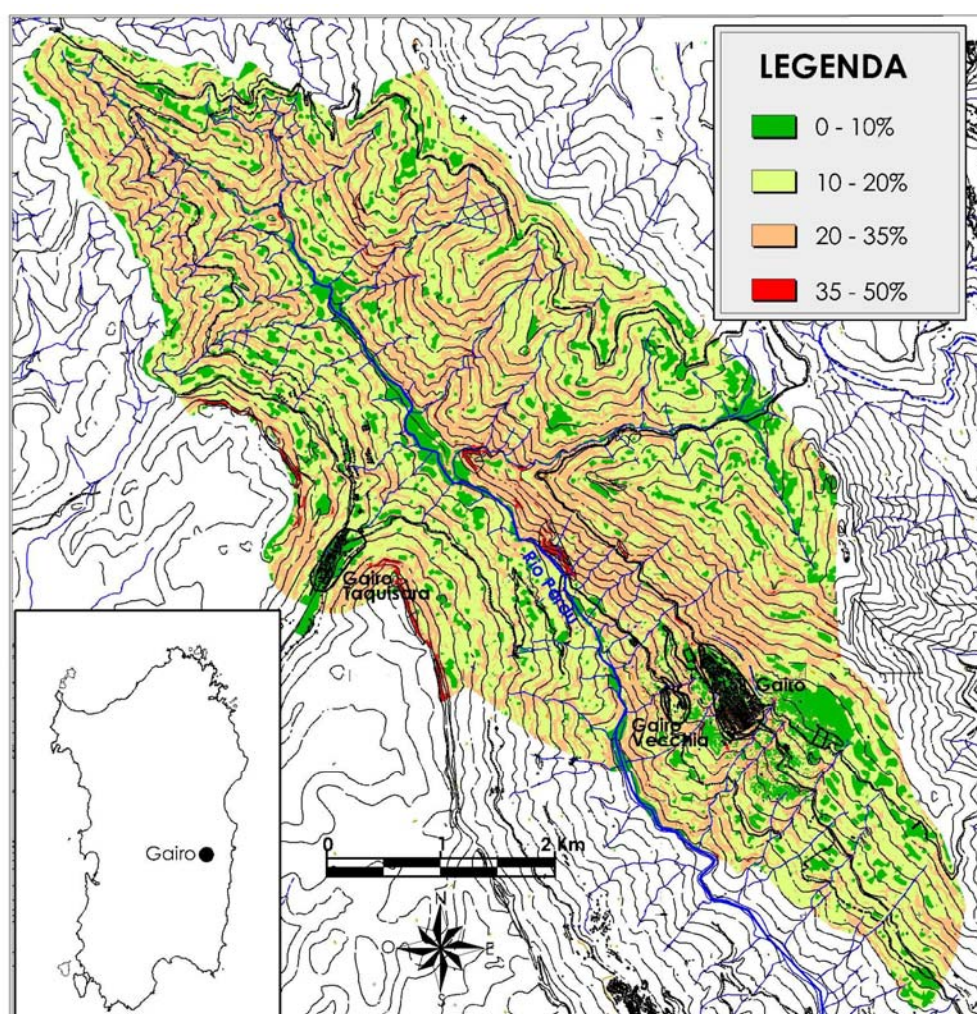 LEGENDA
0 - 10%
10 - 20%
20 - 35%
35 - 50%
Gairo
Taquisara
Rio Pardu
Gairo
Gairo
Vecchia
0 1 2 Km
N
O E
S
Gairo